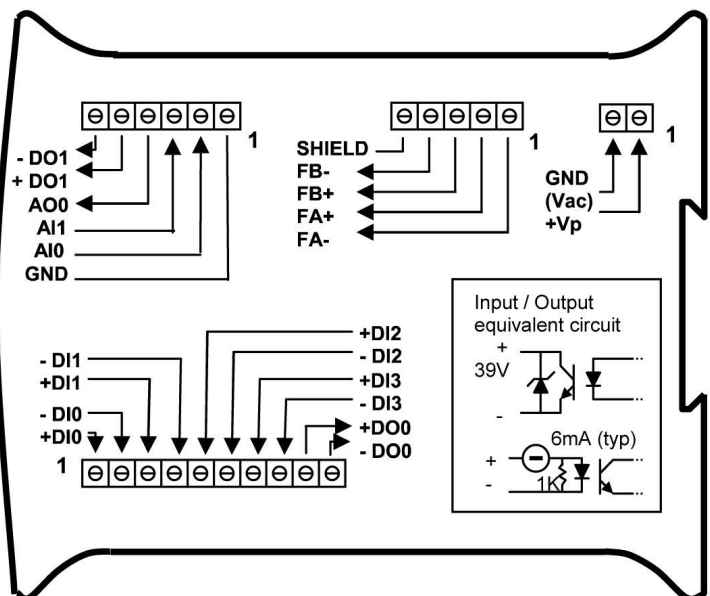 1
- DO1
+ DO1
AO0
AI1
AI0
GND
1
SHIELD
FB-
FB+
FA+
FA-
1
GND
(Vac)
+Vp
- DI1
+DI1
- DI0
+DI0
1
+DI2
- DI2
+DI3
- DI3
+DO0
- DO0
Input / Output
equivalent circuit
+
39V
-
6mA (typ)
+
-
1K